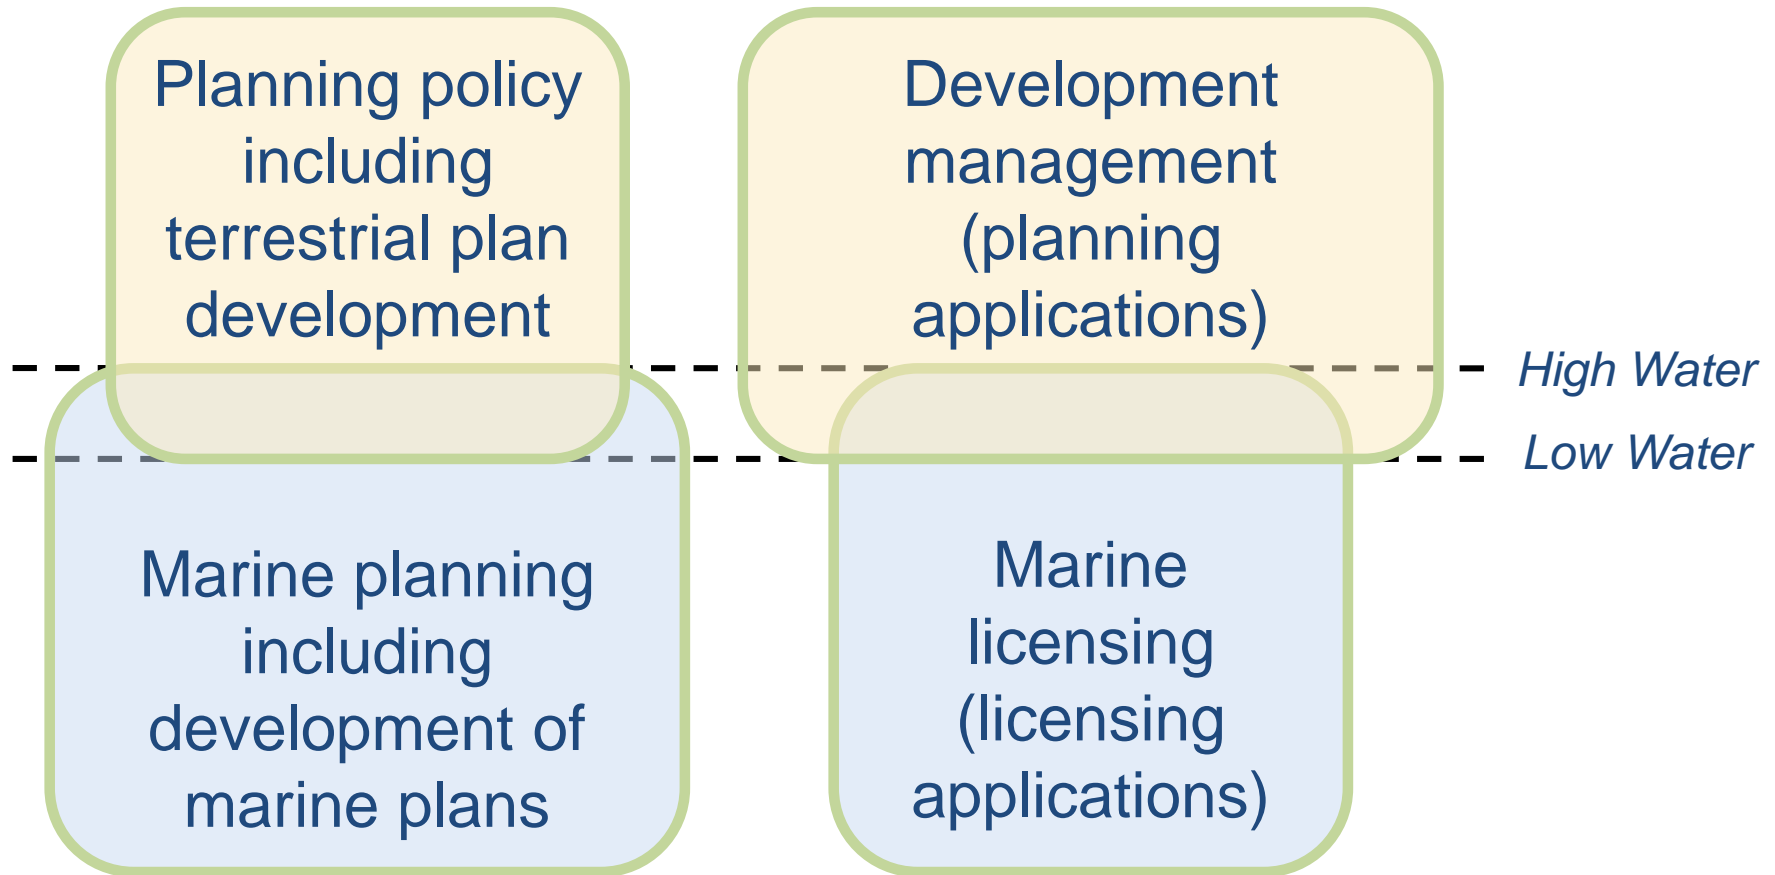 Planning policy
including
terrestrial plan
development
Development
management
(planning
applications)
High Water
Low Water
Marine planning
including
development of
marine plans
Marine
licensing
(licensing
applications)